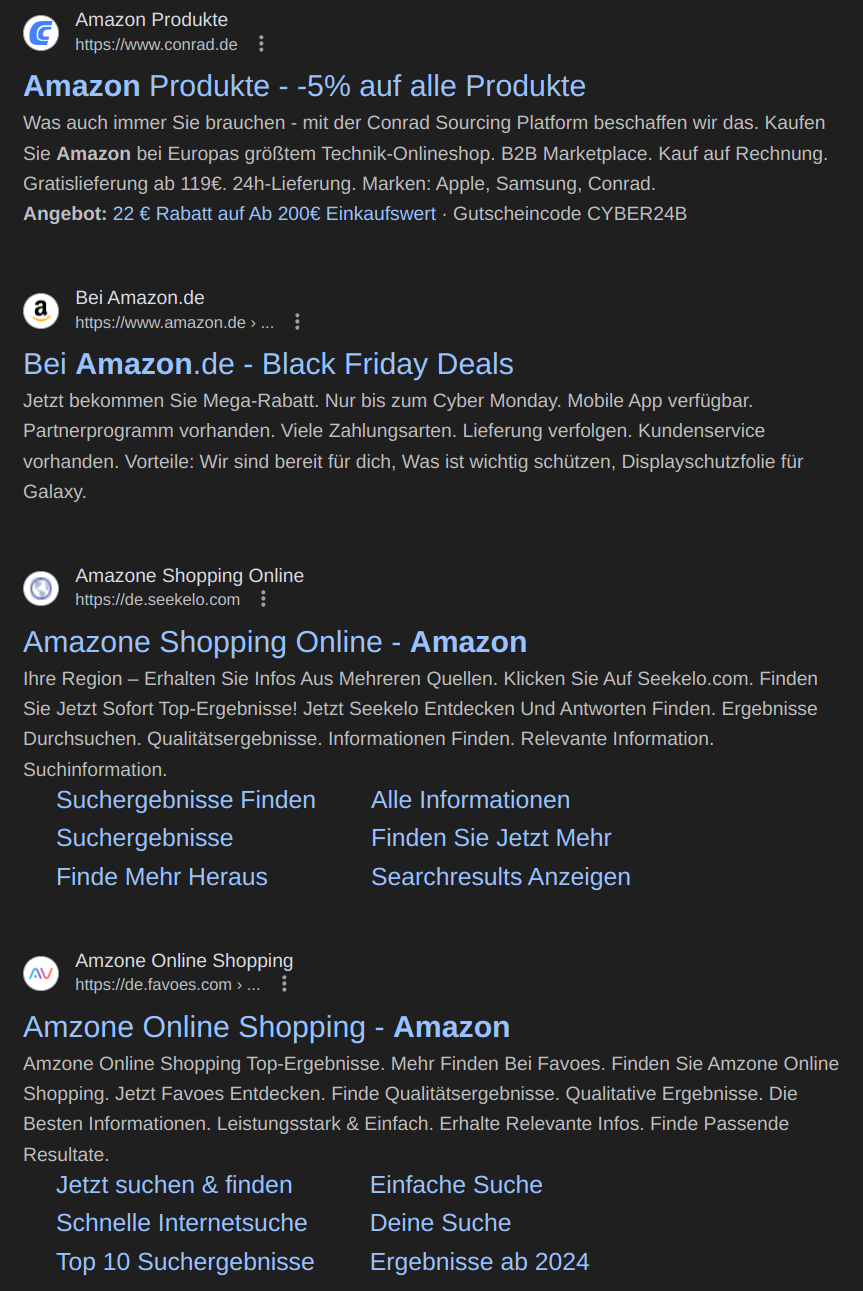 Amazon Produkte
https://www.conrad.de
Amazon Produkte - -5% auf alle Produkte
Was auch immer Sie brauchen - mit der Conrad Sourcing Platform beschaffen wir das. Kaufen
Sie Amazon bei Europas größtem Technik-Onlineshop. B2B Marketplace. Kauf auf Rechnung.
Gratislieferung ab 119€. 24h-Lieferung. Marken: Apple, Samsung, Conrad.
Angebot: 22 € Rabatt auf Ab 200€ Einkaufswert · Gutscheincode CYBER24B
a
Bei Amazon.de
https://www.amazon.de › ...
Bei Amazon.de - Black Friday Deals
Jetzt bekommen Sie Mega-Rabatt. Nur bis zum Cyber Monday. Mobile App verfügbar.
Partnerprogramm vorhanden. Viele Zahlungsarten. Lieferung verfolgen. Kundenservice
vorhanden. Vorteile: Wir sind bereit für dich, Was ist wichtig schützen, Displayschutzfolie für
Galaxy.
Amazone Shopping Online
https://de.seekelo.com
Amazone Shopping Online - Amazon
Ihre Region – Erhalten Sie Infos Aus Mehreren Quellen. Klicken Sie Auf Seekelo.com. Finden
Sie Jetzt Sofort Top-Ergebnisse! Jetzt Seekelo Entdecken Und Antworten Finden. Ergebnisse
Durchsuchen. Qualitätsergebnisse. Informationen Finden. Relevante Information.
Suchinformation.
Suchergebnisse Finden Alle Informationen
Suchergebnisse Finden Sie Jetzt Mehr
Finde Mehr Heraus Searchresults Anzeigen
Amzone Online Shopping
https://de.favoes.com › ...
Amzone Online Shopping - Amazon
Amzone Online Shopping Top-Ergebnisse. Mehr Finden Bei Favoes. Finden Sie Amzone Online
Shopping. Jetzt Favoes Entdecken. Finde Qualitätsergebnisse. Qualitative Ergebnisse. Die
Besten Informationen. Leistungsstark & Einfach. Erhalte Relevante Infos. Finde Passende
Resultate.
Jetzt suchen & finden Einfache Suche
Schnelle Internetsuche Deine Suche
Top 10 Suchergebnisse Ergebnisse ab 2024